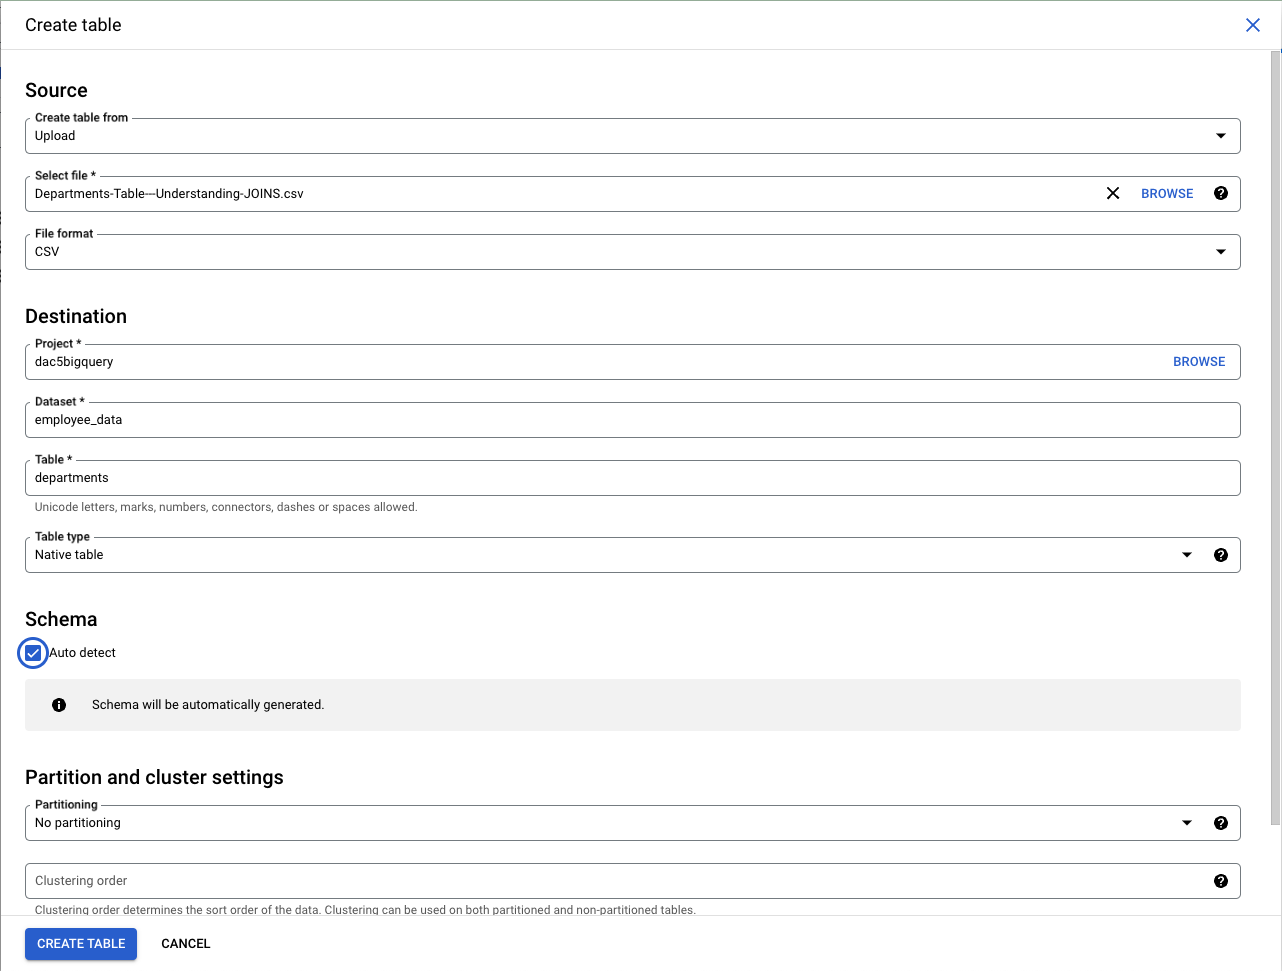 Create table
Source
Create table from
Upload
Select file *
Departments-Table---Understanding-JOINS.csv
BROWSE
File format
CSV
Destination
Project *
dac5bigquery
BROWSE
Dataset *
employee_data
Table *
departments
Unicode letters, marks, numbers, connectors, dashes or spaces allowed.
Table type
Native table
Schema
Auto detect
Schema will be automatically generated.
Partition and cluster settings
Partitioning
No partitioning
Clustering order
Clustering order determines the sort order of the data. Clustering can be used on both partitioned and non-partitioned tables.
CREATE TABLE
CANCEL